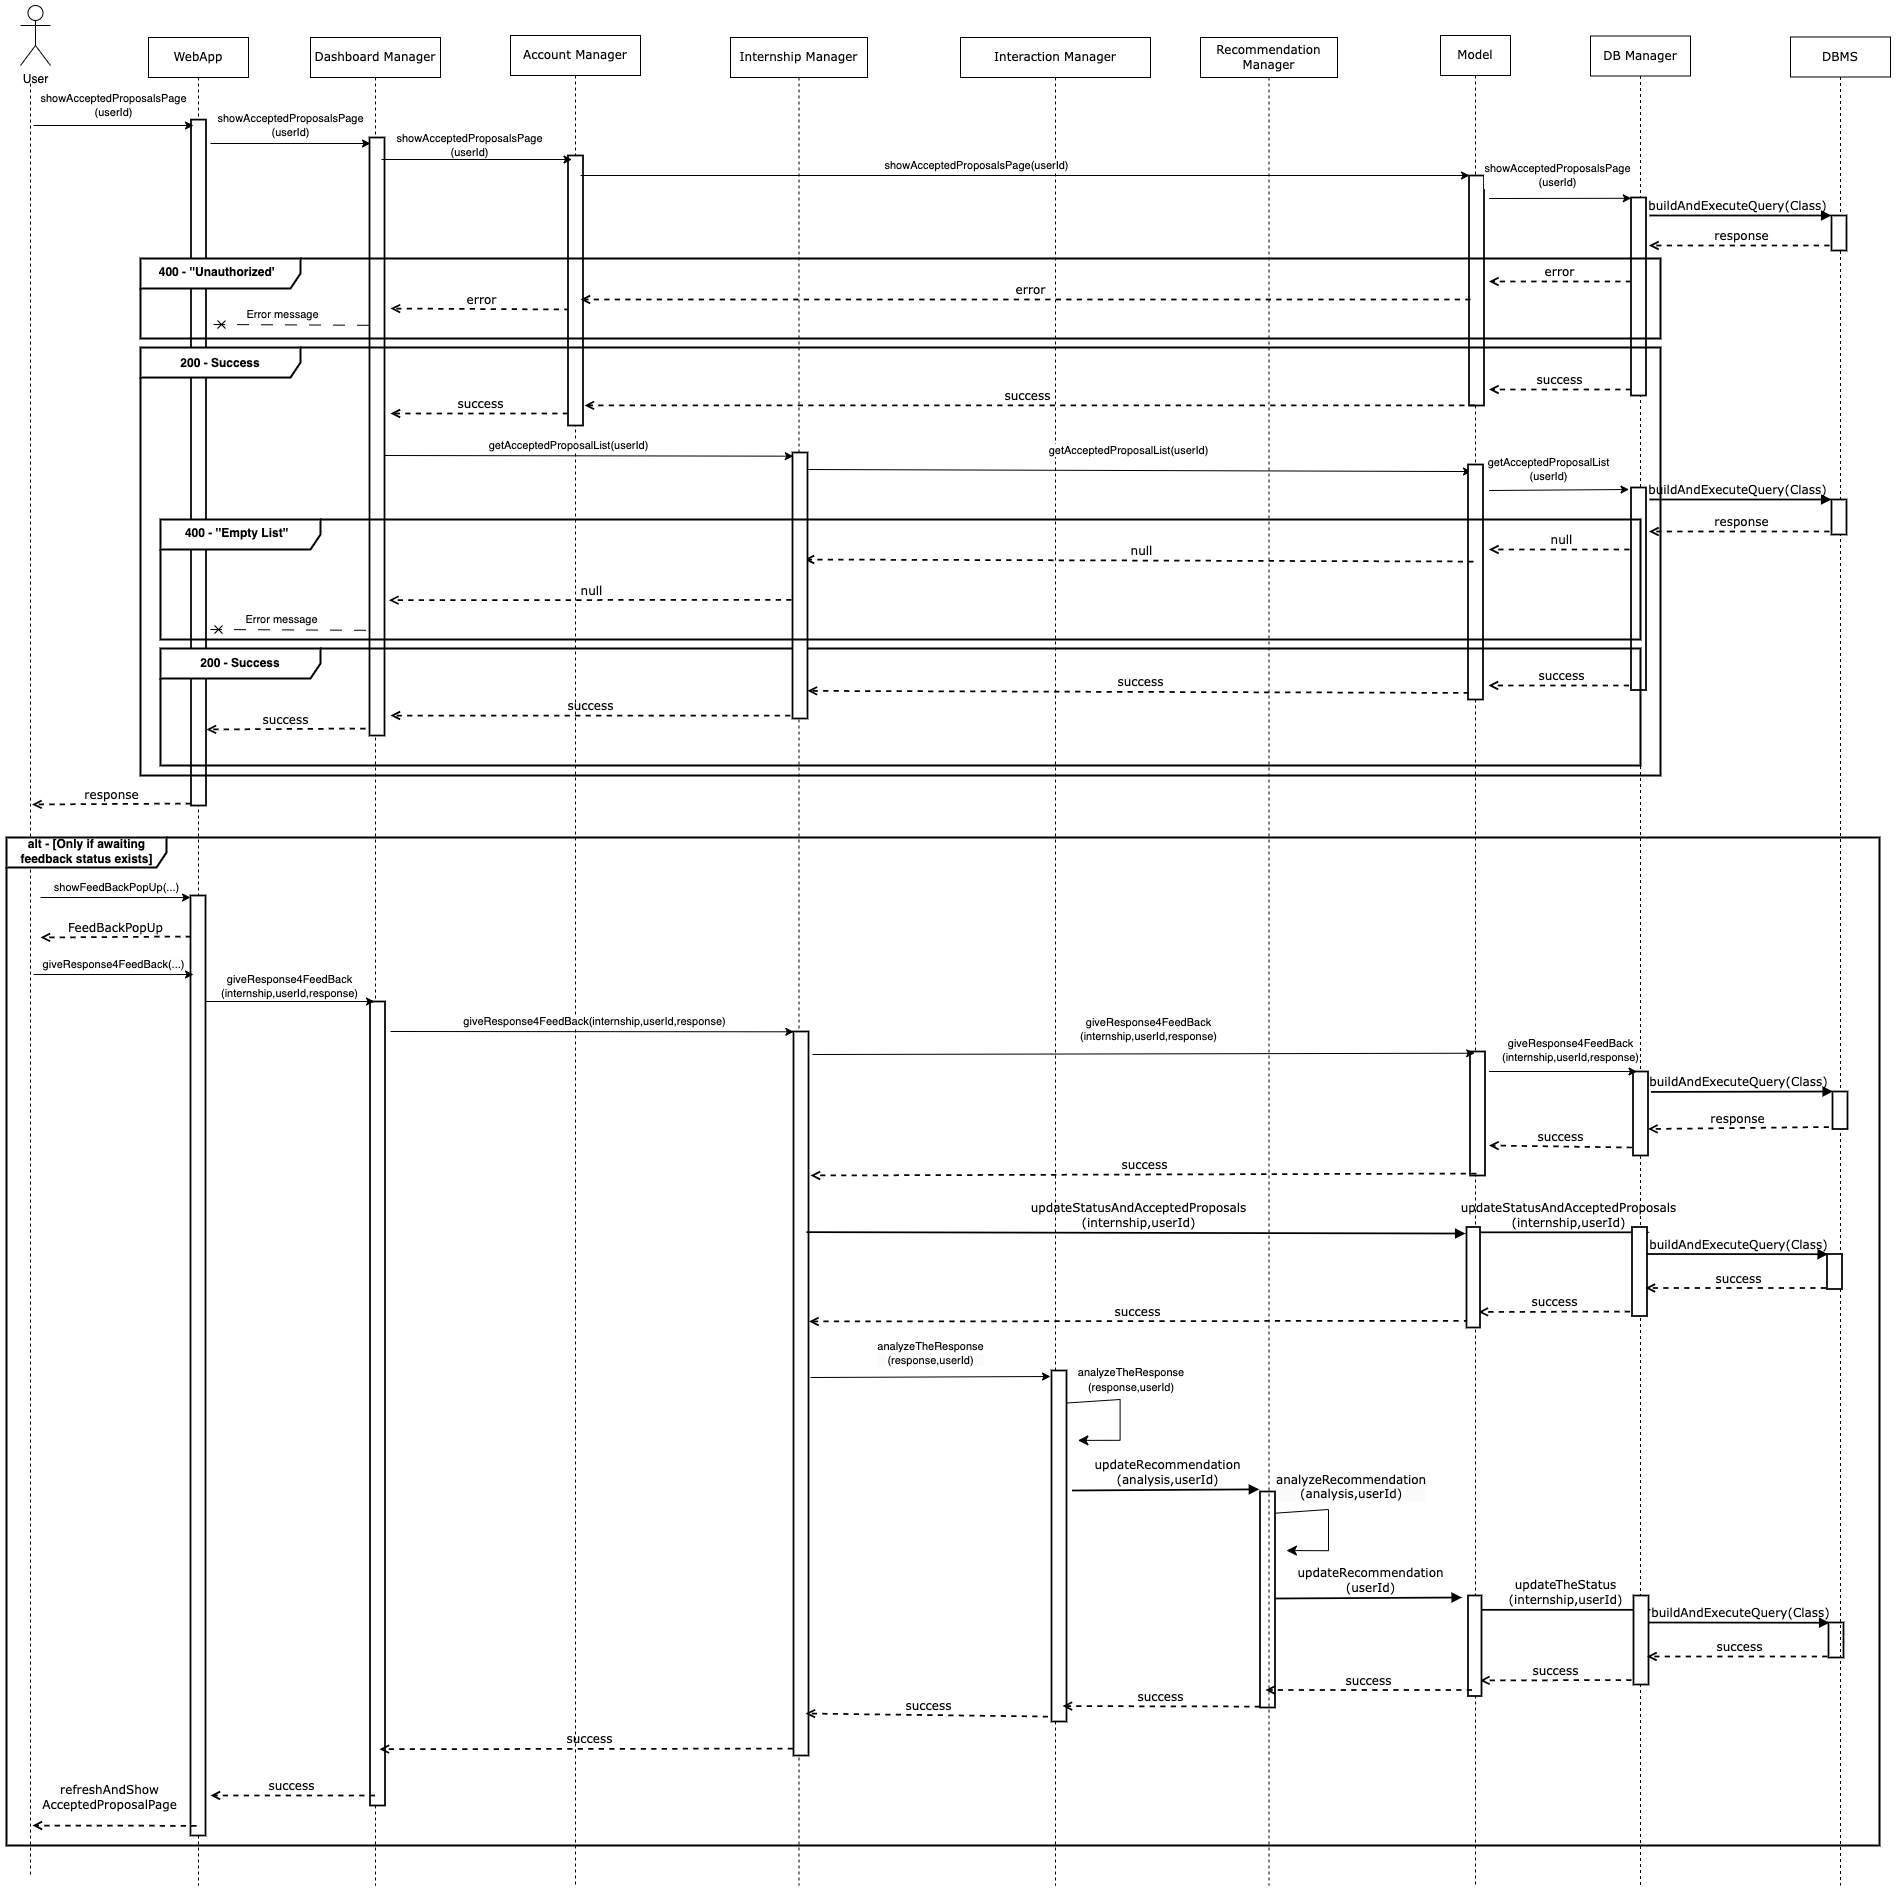 User
WebApp
Dashboard Manager
Account Manager
Internship Manager
Interaction Manager
Recommendation
Manager
Model
DB Manager
DBMS
showAcceptedProposalsPage
(userId)
showAcceptedProposalsPage
(userId)
showAcceptedProposalsPage
(userId)
showAcceptedProposalsPage(userId)
showAcceptedProposalsPage
(userId)
buildAndExecuteQuery(Class)
response
400 - "Unauthorized'
error
error
error
Error message
200 - Success
success
success
success
getAcceptedProposalList(userId)
getAcceptedProposalList(userId)
getAcceptedProposalList
(userId)
buildAndExecuteQuery(Class)
response
400 - "Empty List"
null
null
null
Error message
200 - Success
success
success
success
success
response
alt - [Only if awaiting
feedback status exists]
showFeedBackPopUp(...)
FeedBackPopUp
giveResponse4FeedBack(...)
giveResponse4FeedBack
(internship,userId,response)
giveResponse4FeedBack(internship,userId,response)
giveResponse4FeedBack
(internship,userId,response)
giveResponse4FeedBack
(internship,userId,response)
buildAndExecuteQuery(Class)
response
success
success
updateStatusAndAcceptedProposals
(internship,userId)
updateStatusAndAcceptedProposals
(internship,userId)
buildAndExecuteQuery(Class)
success
success
success
analyzeTheResponse
(response,userId)
analyzeTheResponse
(response,userId)
updateRecommendation
(analysis,userId)
analyzeRecommendation
(analysis,userId)
updateRecommendation
(userId)
updateTheStatus
(internship,userId)
buildAndExecuteQuery(Class)
success
success
success
success
success
success
success
refreshAndShow
AcceptedProposalPage